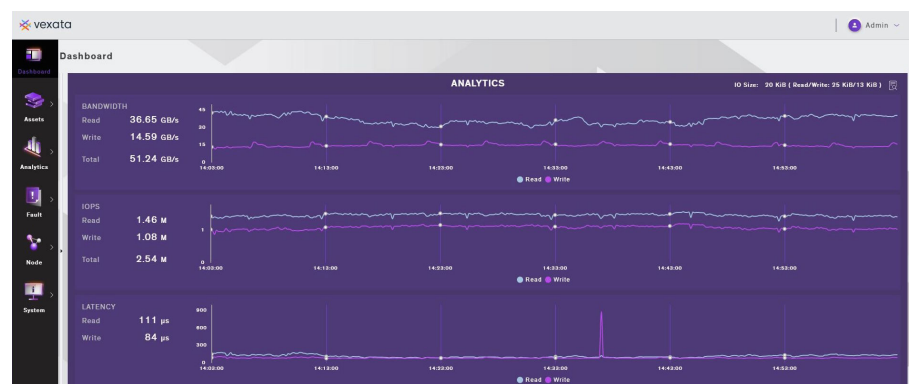 vexata
Admin
Dashboard
Dashboard
Assets
Analytics
Fault
Node
System
ANALYTICS
IO Size: 20 KiB ( Read/Write: 25 KiB/13 KiB )
BANDWIDTH
Read 36.65 GB/s
Write 14.59 GB/s
Total 51.24 GB/s
45
30
15
0
14:03:00 14:13:00 14:23:00 14:33:00 14:43:00 14:53:00
Read Write
IOPS
Read 1.46 M
Write 1.08 M
Total 2.54 M
1
0
14:03:00 14:13:00 14:23:00 14:33:00 14:43:00 14:53:00
Read Write
LATENCY
Read 111 µs
Write 84 µs
900
600
300
0
14:03:00 14:13:00 14:23:00 14:33:00 14:43:00 14:53:00
Read Write